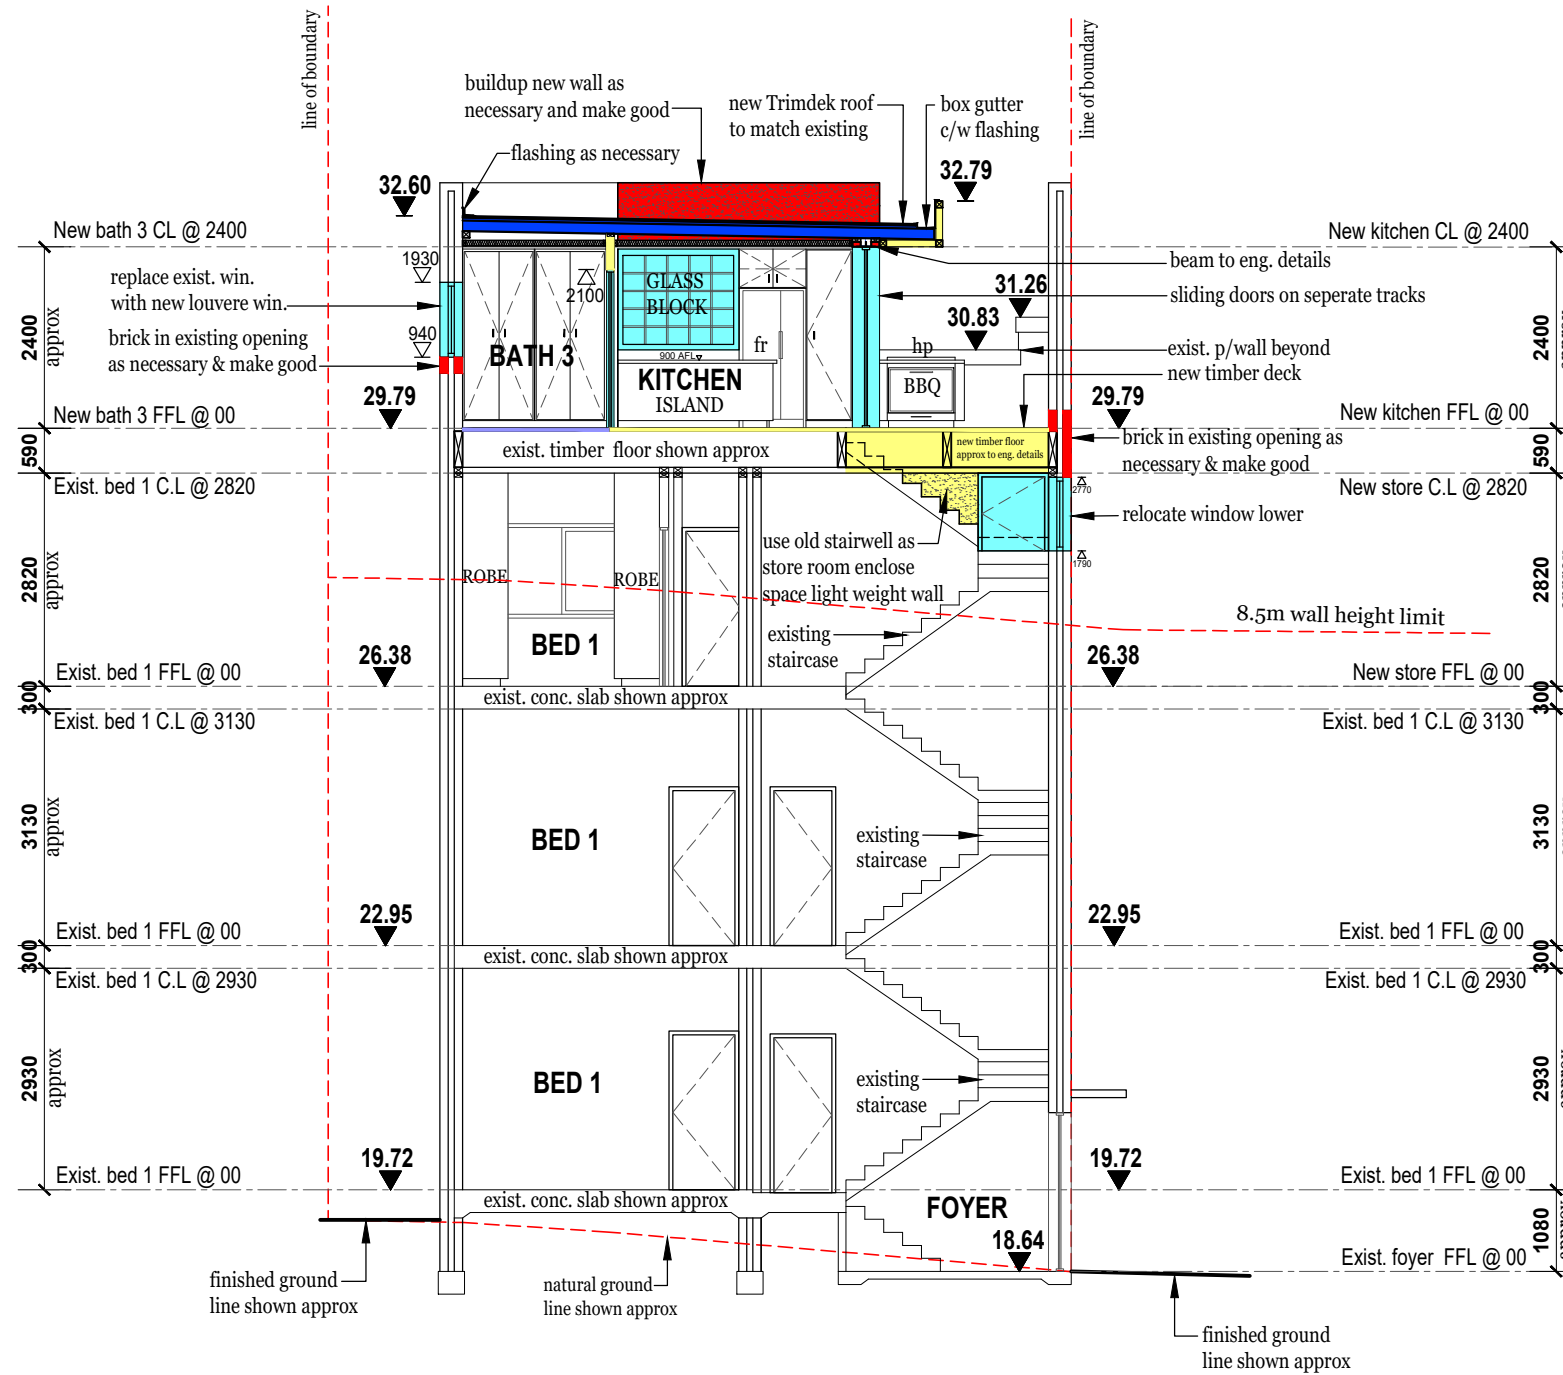 line of boundary
line of boundary
buildup new wall as
necessary and make good
new Trimdek roof
to match existing
box gutter
c/w flashing
flashing as necessary
32.60
32.79
New bath 3 CL @ 2400
New kitchen CL @ 2400
1930
replace exist. win.
with new louvere win.
940
brick in existing opening
as necessary & make good
2100
GLASS
BLOCK
beam to eng. details
31.26
sliding doors on seperate tracks
30.83
2400
approx
2400
BATH 3
900 AFL
fr
hp
exist. p/wall beyond
KITCHEN
ISLAND
BBQ
new timber deck
29.79
29.79
New bath 3 FFL @ 00
New kitchen FFL @ 00
590
590
exist. timber floor shown approx
new timber floor
approx to eng. details
brick in existing opening as
necessary & make good
Exist. bed 1 C.L @ 2820
New store C.L @ 2820
2770
relocate window lower
use old stairwell as
store room enclose
space light weight wall
1790
2820
approx
2820
ROBE
ROBE
8.5m wall height limit
BED 1
existing
staircase
26.38
26.38
Exist. bed 1 FFL @ 00
New store FFL @ 00
300
300
exist. conc. slab shown approx
Exist. bed 1 C.L @ 3130
Exist. bed 1 C.L @ 3130
3130
approx
3130
BED 1
existing
staircase
22.95
22.95
Exist. bed 1 FFL @ 00
Exist. bed 1 FFL @ 00
300
300
exist. conc. slab shown approx
Exist. bed 1 C.L @ 2930
Exist. bed 1 C.L @ 2930
2930
approx
2930
BED 1
existing
staircase
19.72
19.72
Exist. bed 1 FFL @ 00
Exist. bed 1 FFL @ 00
exist. conc. slab shown approx
FOYER
18.64
1080
Exist. foyer FFL @ 00
finished ground
line shown approx
natural ground
line shown approx
finished ground
line shown approx